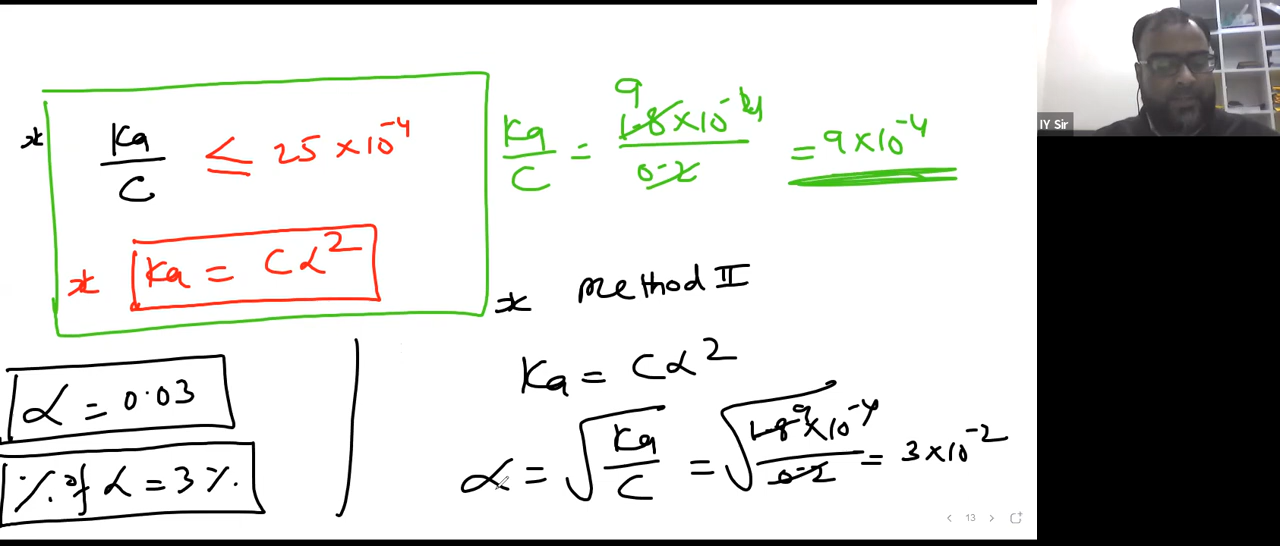 * Ka/C ≤ 25 × 10⁻⁴
* Ka = Cα²
Ka/C = 1.8 × 10⁻⁴ / 0.2 = 9 × 10⁻⁴
9
* Method II
Ka = Cα²
α = √(Ka/C) = √(1.8 × 10⁻⁴ / 0.2) = 3 × 10⁻²
9
α = 0.03
% of α = 3 %.
IY Sir
< 13 >